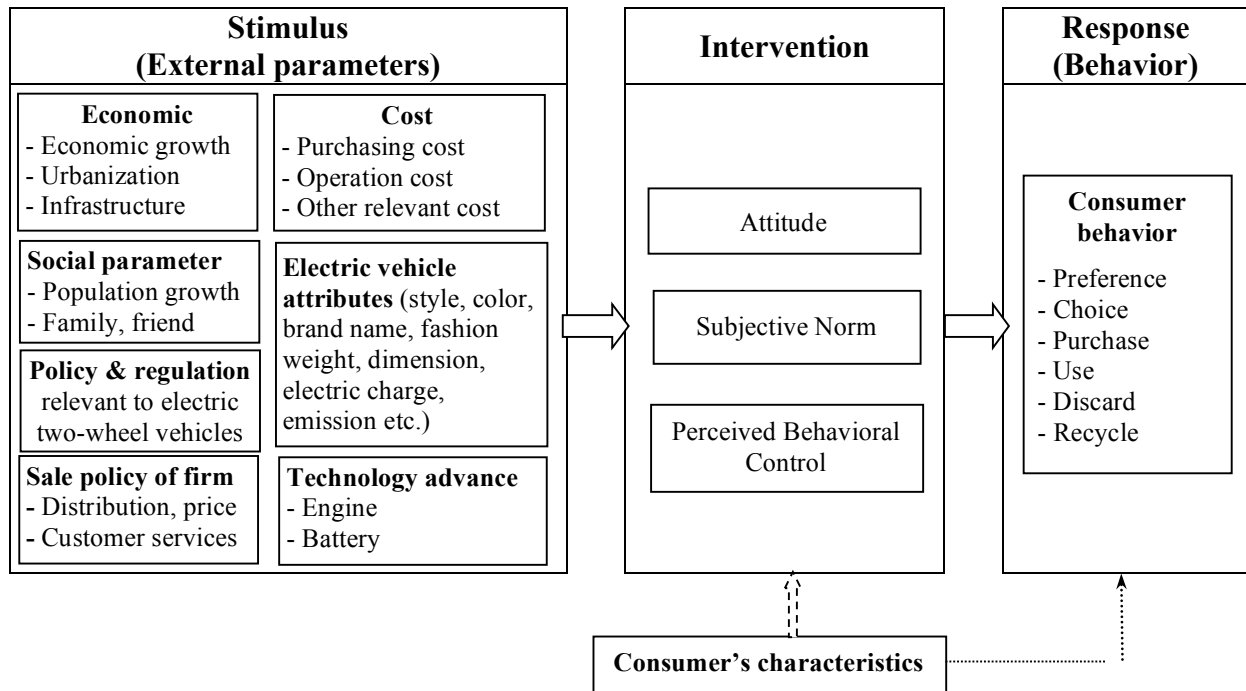 Stimulus
(External parameters)
Economic
- Economic growth
- Urbanization
- Infrastructure
Cost
- Purchasing cost
- Operation cost
- Other relevant cost
Social parameter
- Population growth
- Family, friend
Electric vehicle
attributes (style, color,
brand name, fashion
weight, dimension,
electric charge,
emission etc.)
Policy & regulation
relevant to electric
two-wheel vehicles
Sale policy of firm
- Distribution, price
- Customer services
Technology advance
- Engine
- Battery
Intervention
Attitude
Subjective Norm
Perceived Behavioral
Control
Response
(Behavior)
Consumer
behavior
- Preference
- Choice
- Purchase
- Use
- Discard
- Recycle
Consumer’s characteristics